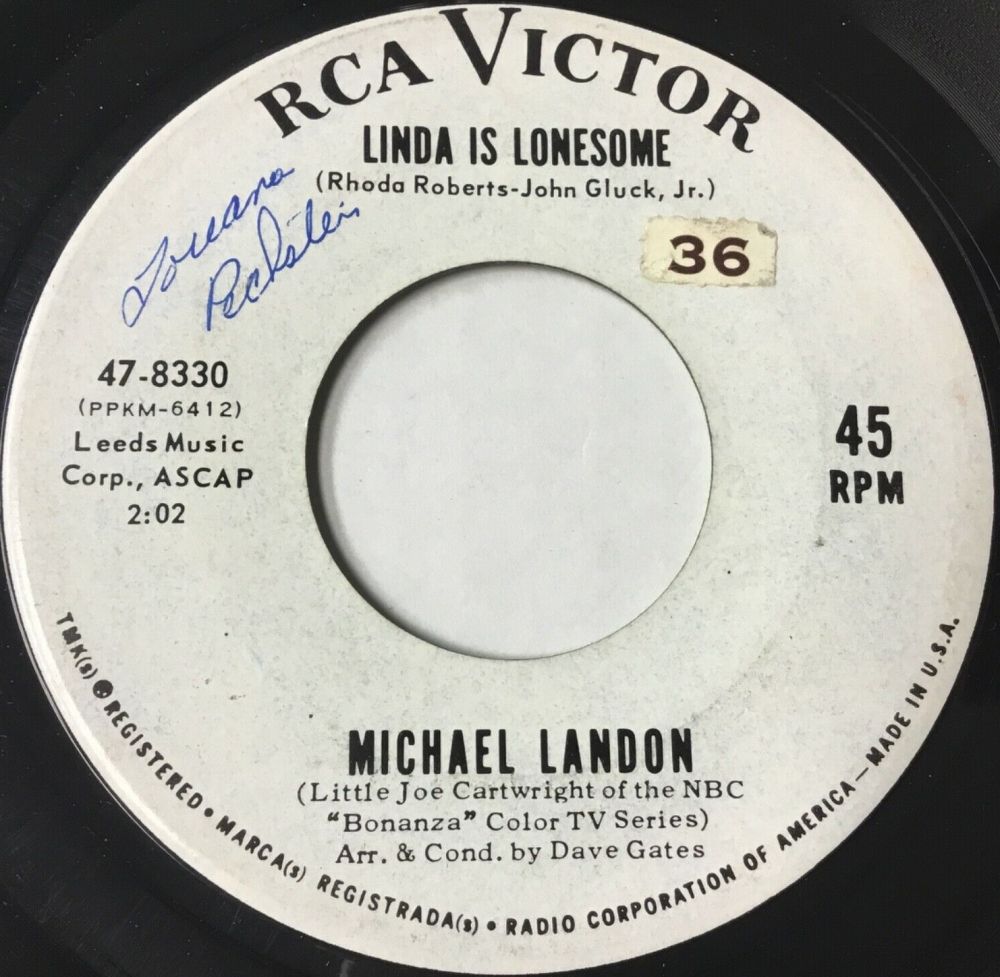 RCA VICTOR
LINDA IS LONESOME
(Rhoda Roberts-John Gluck, Jr.)
36
47-8330
(PPKM-6412)
Leeds Music
Corp., ASCAP
2:02
45
RPM
MICHAEL LANDON
(Little Joe Cartwright of the NBC
“Bonanza” Color TV Series)
Arr. & Cond. by Dave Gates
TMK(s) ® REGISTERED • MARCA(s) REGISTRADA(s) • RADIO CORPORATION OF AMERICA — MADE IN U.S.A.